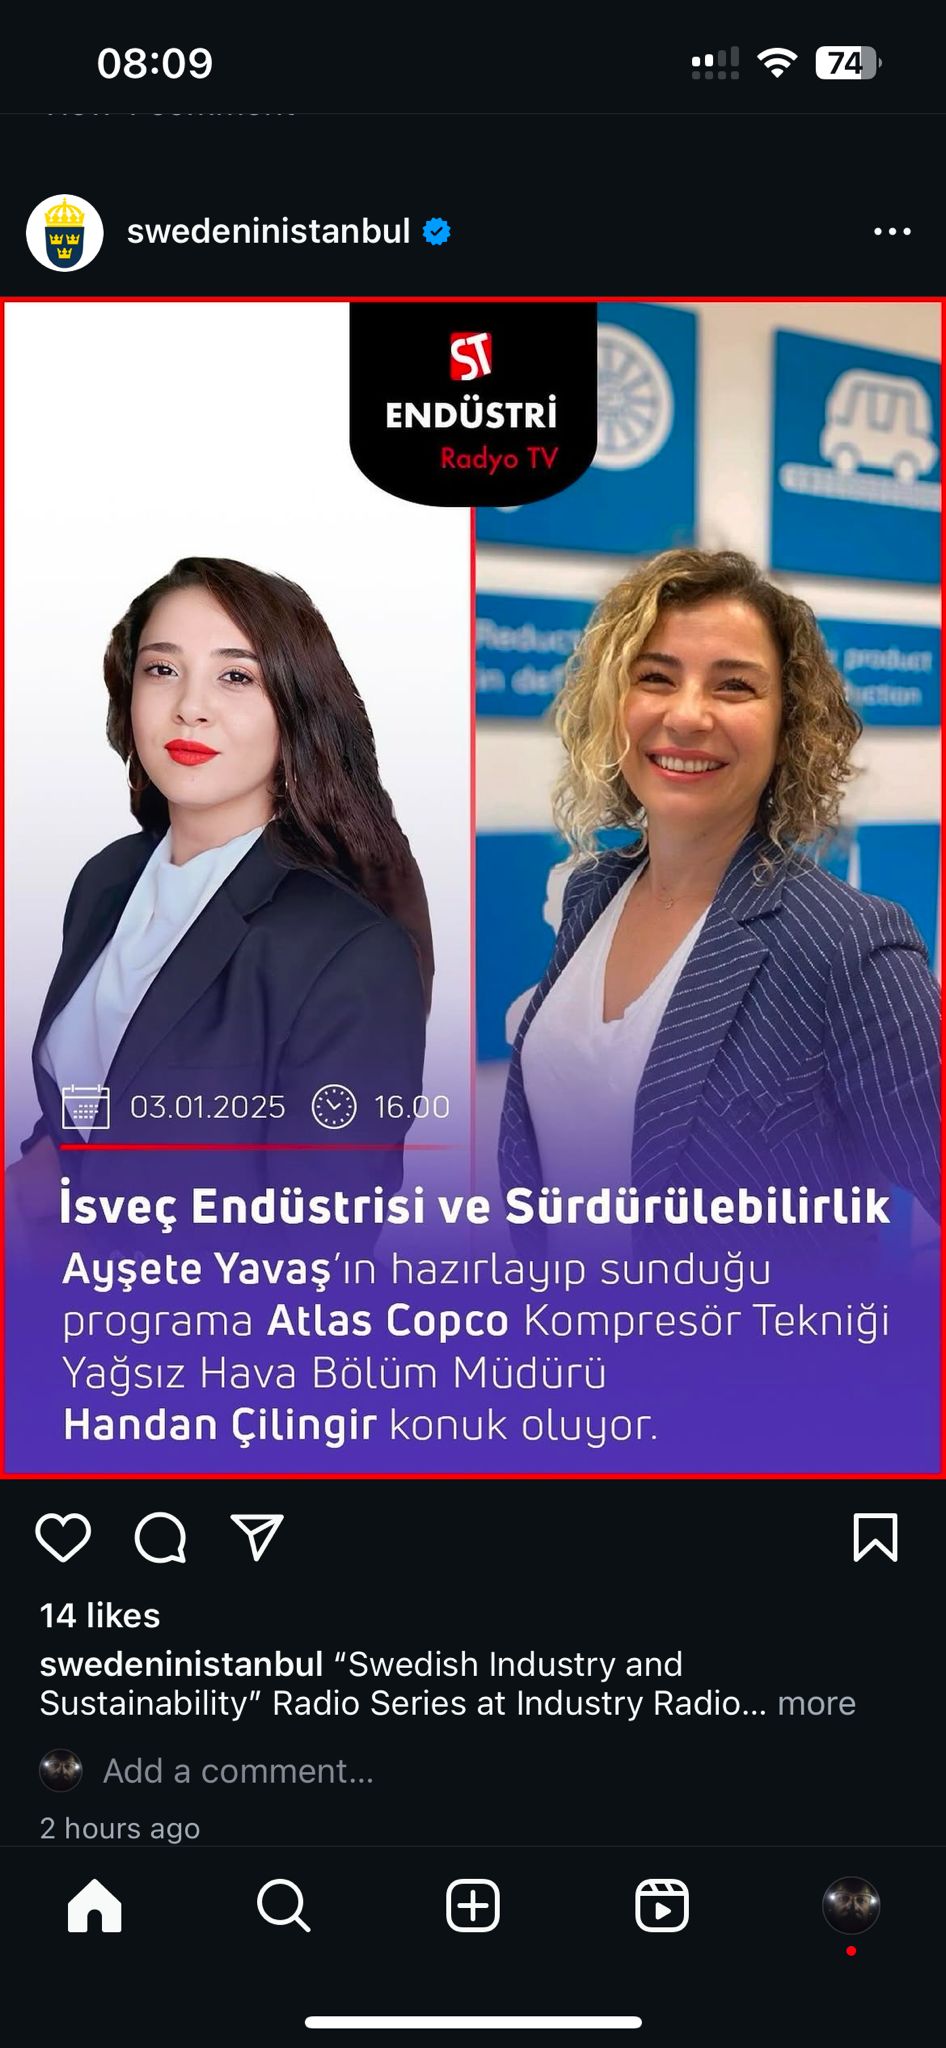 08:09
74
swedeninistanbul
ST
ENDÜSTRİ
Radyo TV
product
03.01.2025
16.00
İsveç Endüstrisi ve Sürdürülebilirlik
Ayşete Yavaş'ın hazırlayıp sunduğu
programa Atlas Copco Kompresör Tekniği
Yağsız Hava Bölüm Müdürü
Handan Çilingir konuk oluyor.
14 likes
swedeninistanbul “Swedish Industry and
Sustainability” Radio Series at Industry Radio... more
Add a comment...
2 hours ago